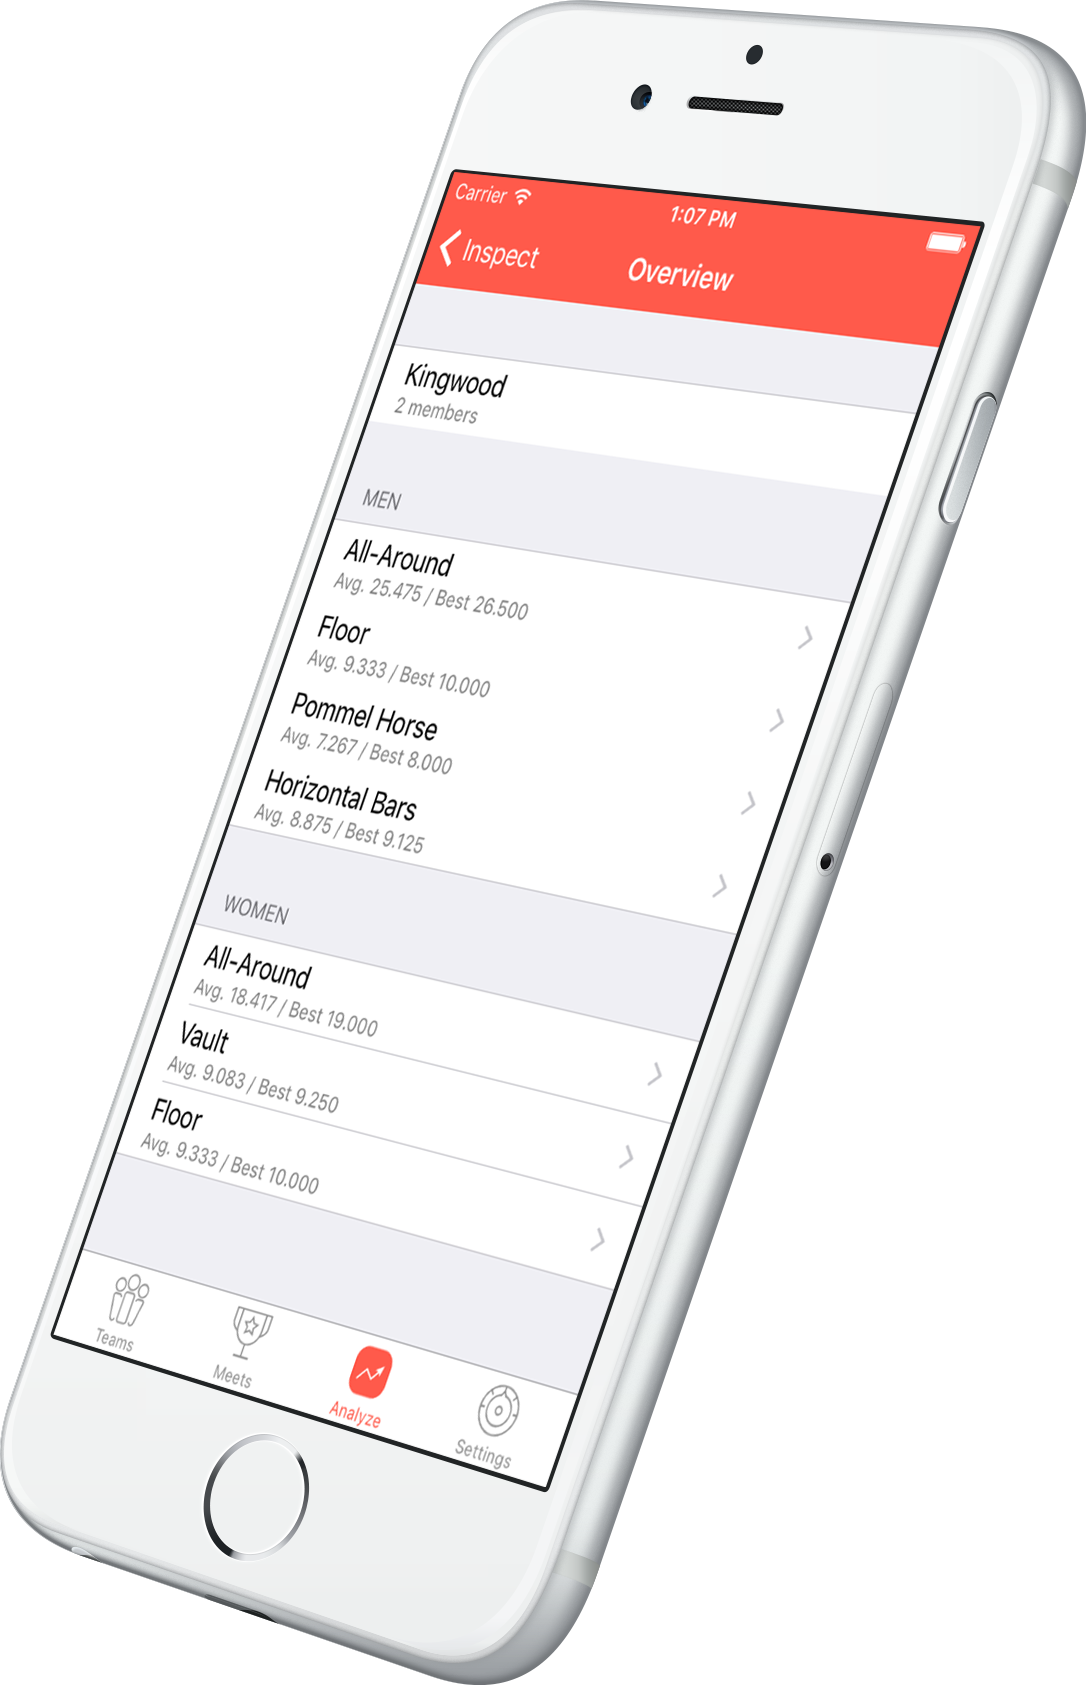 Carrier
1:07 PM
Inspect
Overview
Kingwood
2 members
MEN
All-Around
Avg. 25.475 / Best 26.500
Floor
Avg. 9.333 / Best 10.000
Pommel Horse
Avg. 7.267 / Best 8.000
Horizontal Bars
Avg. 8.875 / Best 9.125
WOMEN
All-Around
Avg. 18.417 / Best 19.000
Vault
Avg. 9.083 / Best 9.250
Floor
Avg. 9.333 / Best 10.000
Teams
Meets
Analyze
Settings